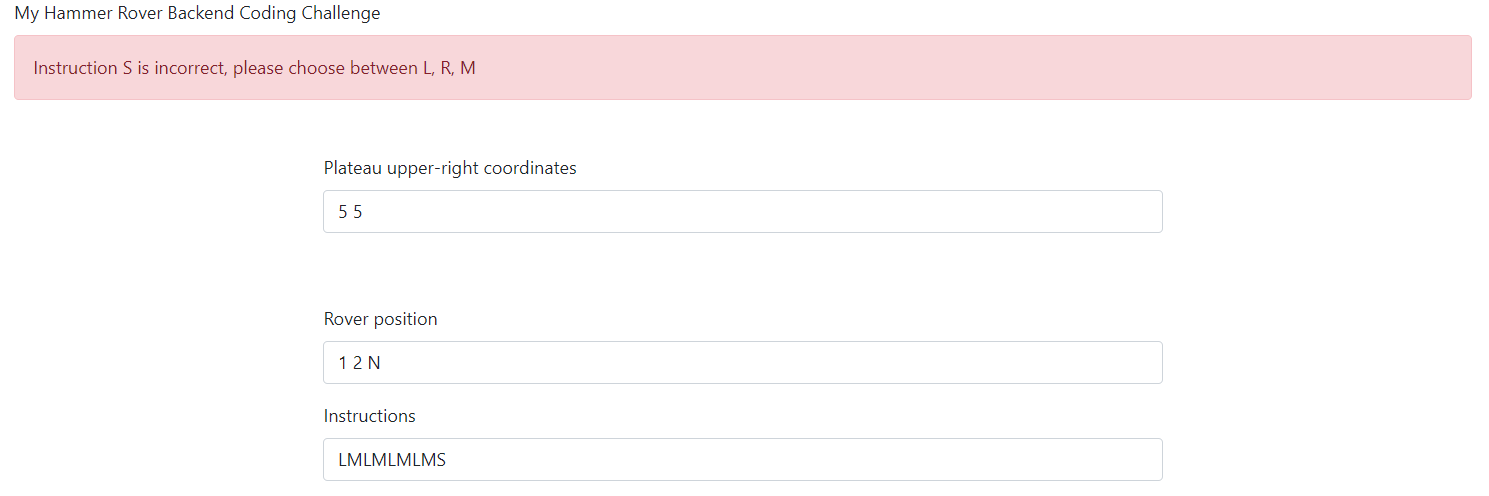 My Hammer Rover Backend Coding Challenge
Instruction S is incorrect, please choose between L, R, M
Plateau upper-right coordinates
5 5
Rover position
1 2 N
Instructions
LMLMLMLMS